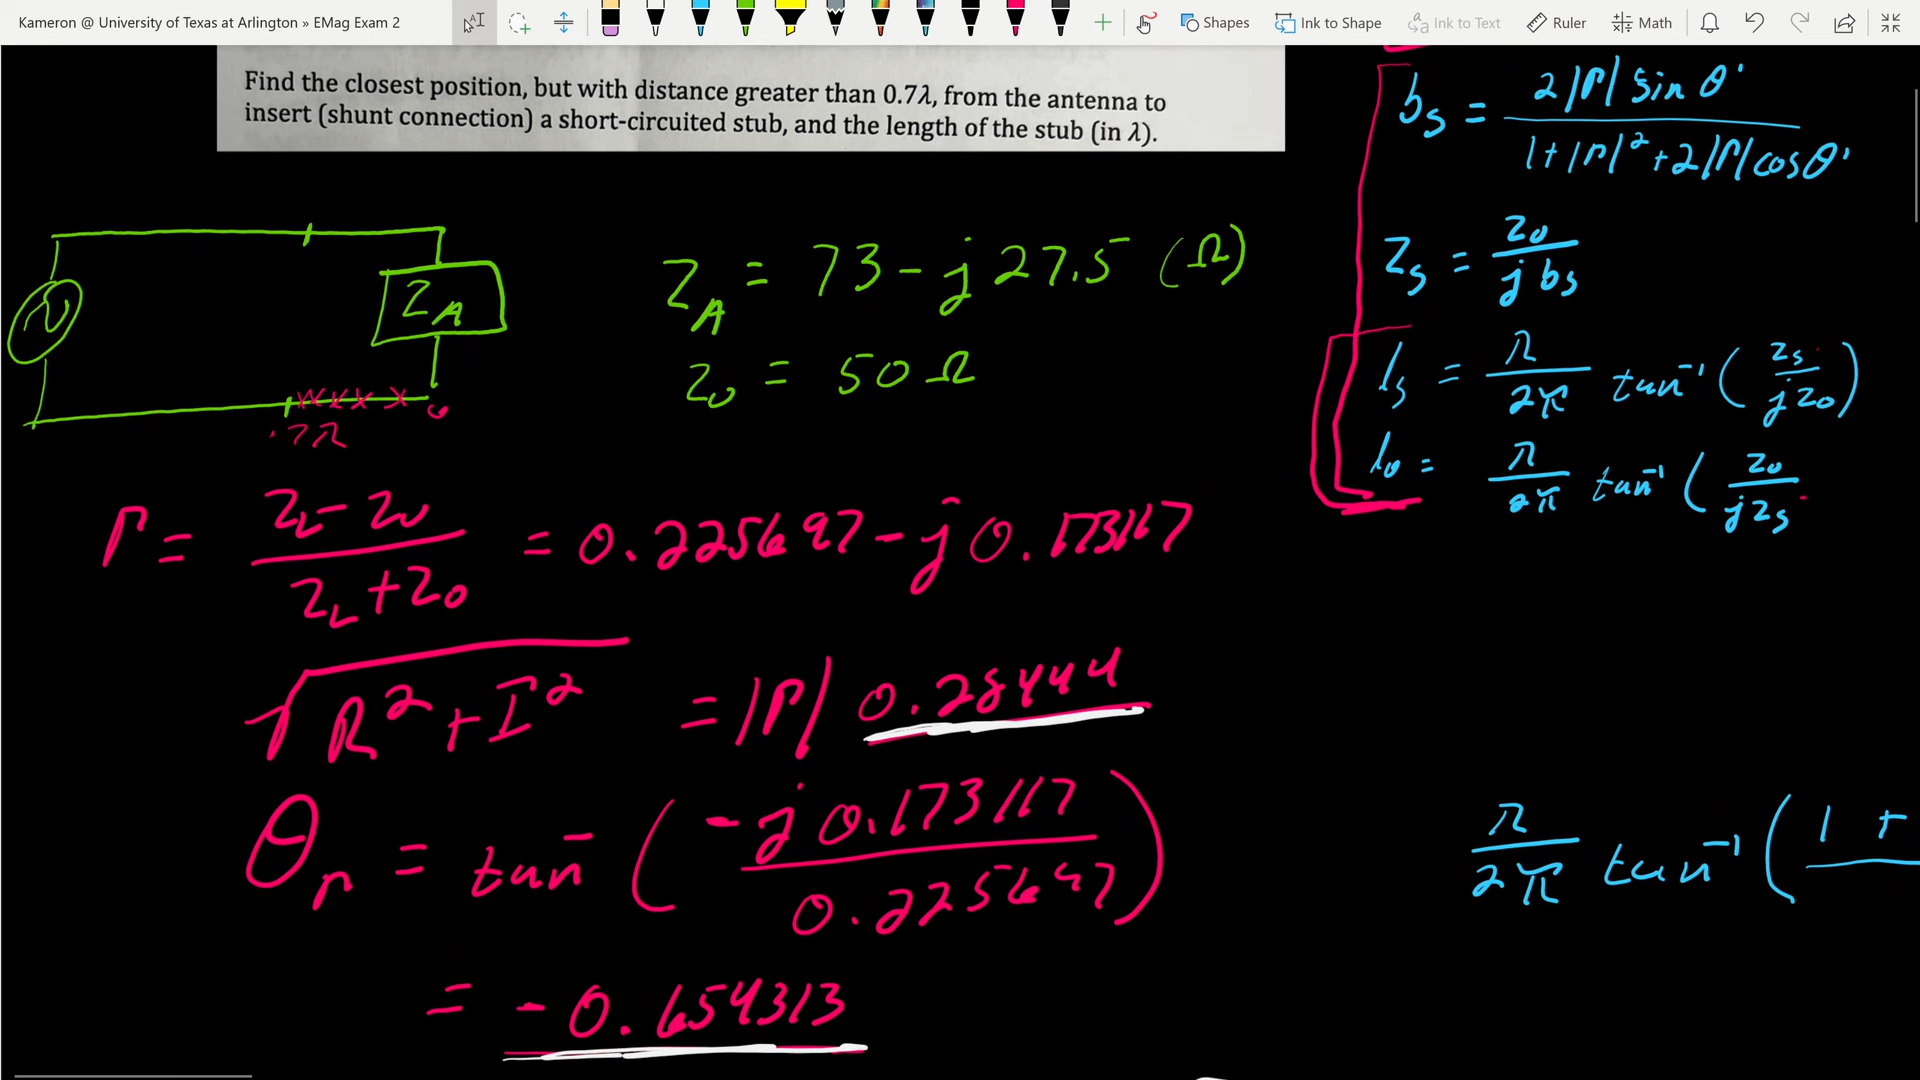 Kameron @ University of Texas at Arlington » EMag Exam 2
Shapes
Ink to Shape
Ink to Text
Ruler
Math
Find the closest position, but with distance greater than 0.7λ, from the antenna to
insert (shunt connection) a short-circuited stub, and the length of the stub (in λ).
Z_A
.7λ
Z_A = 73 - j27.5 (Ω)
Z_0 = 50 Ω
Γ = (Z_L - Z_0) / (Z_L + Z_0) = 0.225697 - j0.173167
√(R² + I²) = |Γ| 0.28444
θ_Γ = tan⁻ ( -j0.173167 / 0.225697 )
= -0.654313
b_s = 2|Γ| sin θ' / (1 + |Γ|² + 2|Γ| cos θ')
Z_s = Z_0 / (j b_s)
l_s = λ/2π tan⁻¹ ( Z_s / jZ_0 )
l_0 = λ/2π tan⁻¹ ( Z_0 / jZ_s
λ/2π tan⁻¹ ( 1 +